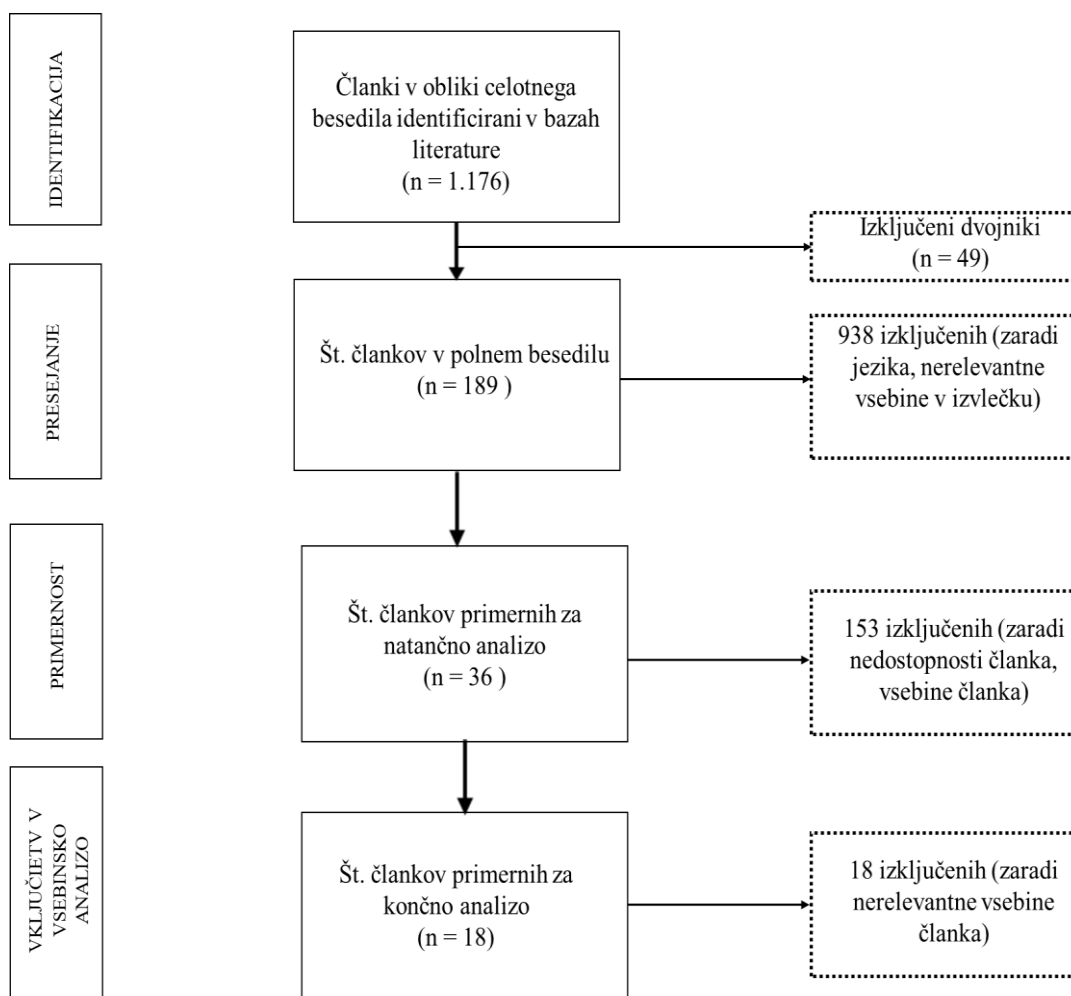 IDENTIFIKACIJA
Članki v obliki celotnega
besedila identificirani v bazah
literature
(n = 1.176)
Izključeni dvojniki
(n = 49)
PRESEJANJE
Št. člankov v polnem besedilu
(n = 189 )
938 izključenih (zaradi
jezika, nerelevantne
vsebine v izvlečku)
PRIMERNOST
Št. člankov primernih za
natančno analizo
(n = 36 )
153 izključenih (zaradi
nedostopnosti članka,
vsebine članka)
VKLJUČIETV V
VSEBINSKO
ANALIZO
Št. člankov primernih za
končno analizo
(n = 18)
18 izključenih (zaradi
nerelevantne vsebine
članka)